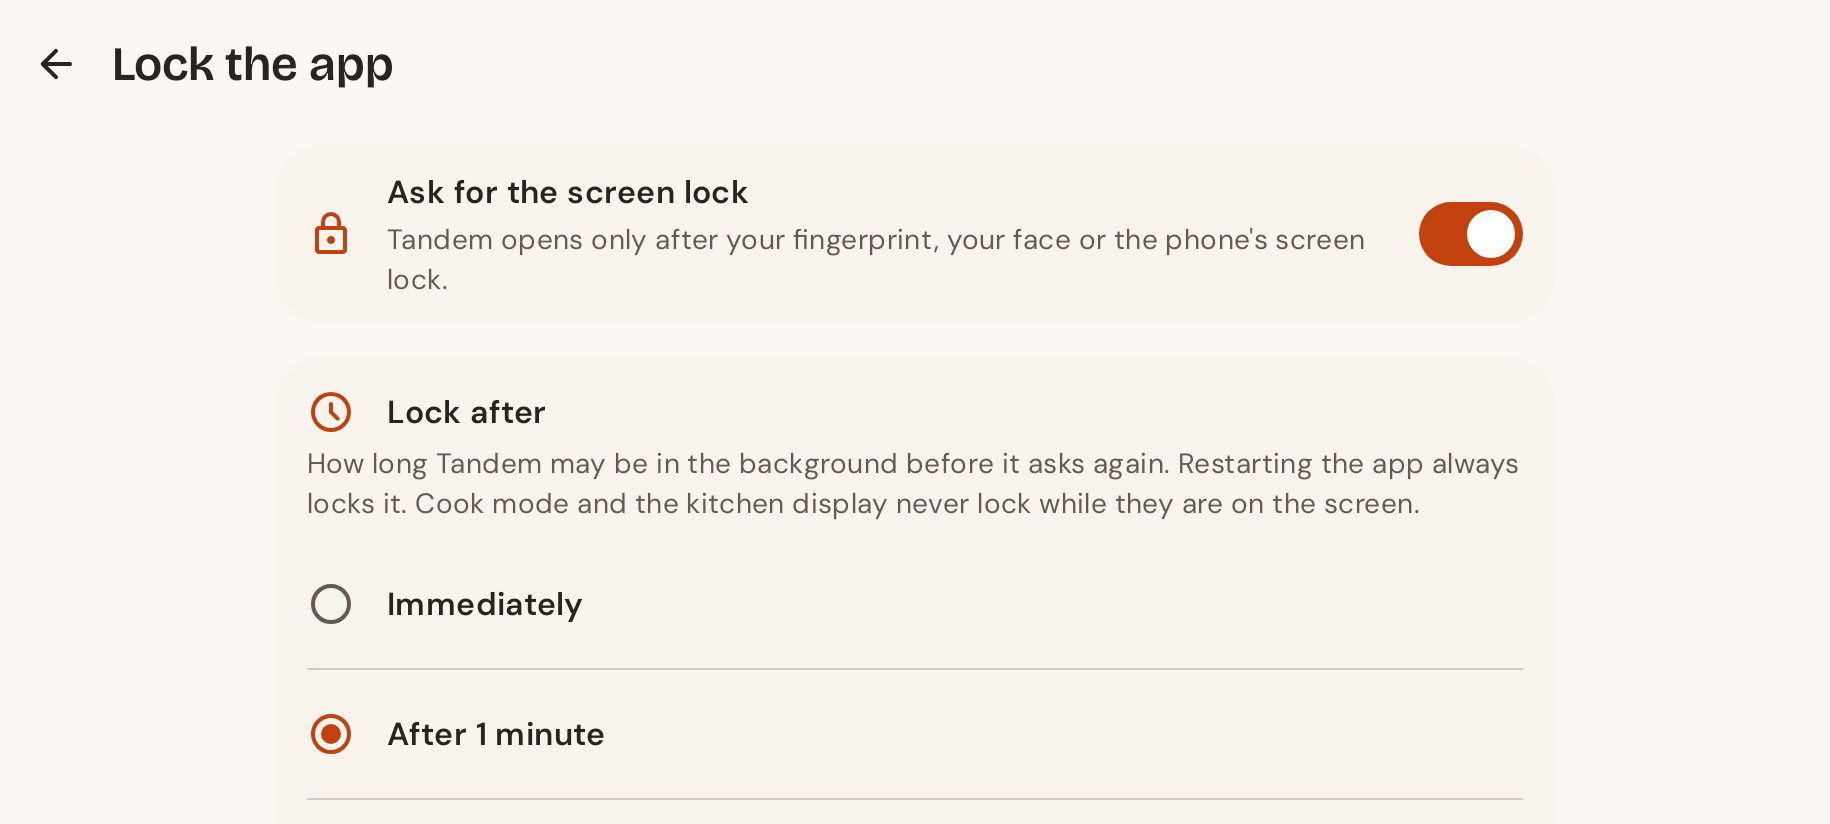 Lock the app
Ask for the screen lock
Tandem opens only after your fingerprint, your face or the phone's screen
lock.
Lock after
How long Tandem may be in the background before it asks again. Restarting the app always
locks it. Cook mode and the kitchen display never lock while they are on the screen.
Immediately
After 1 minute